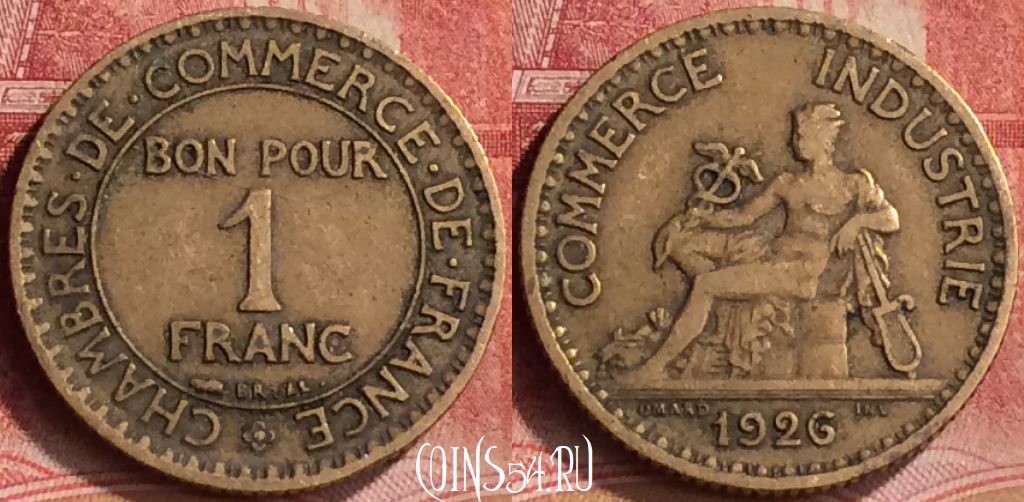 CHAMBRES · DE · COMMERCE · DE · FRANCE
BON POUR
1
FRANC
COMMERCE INDUSTRIE
1926
COINS54.RU